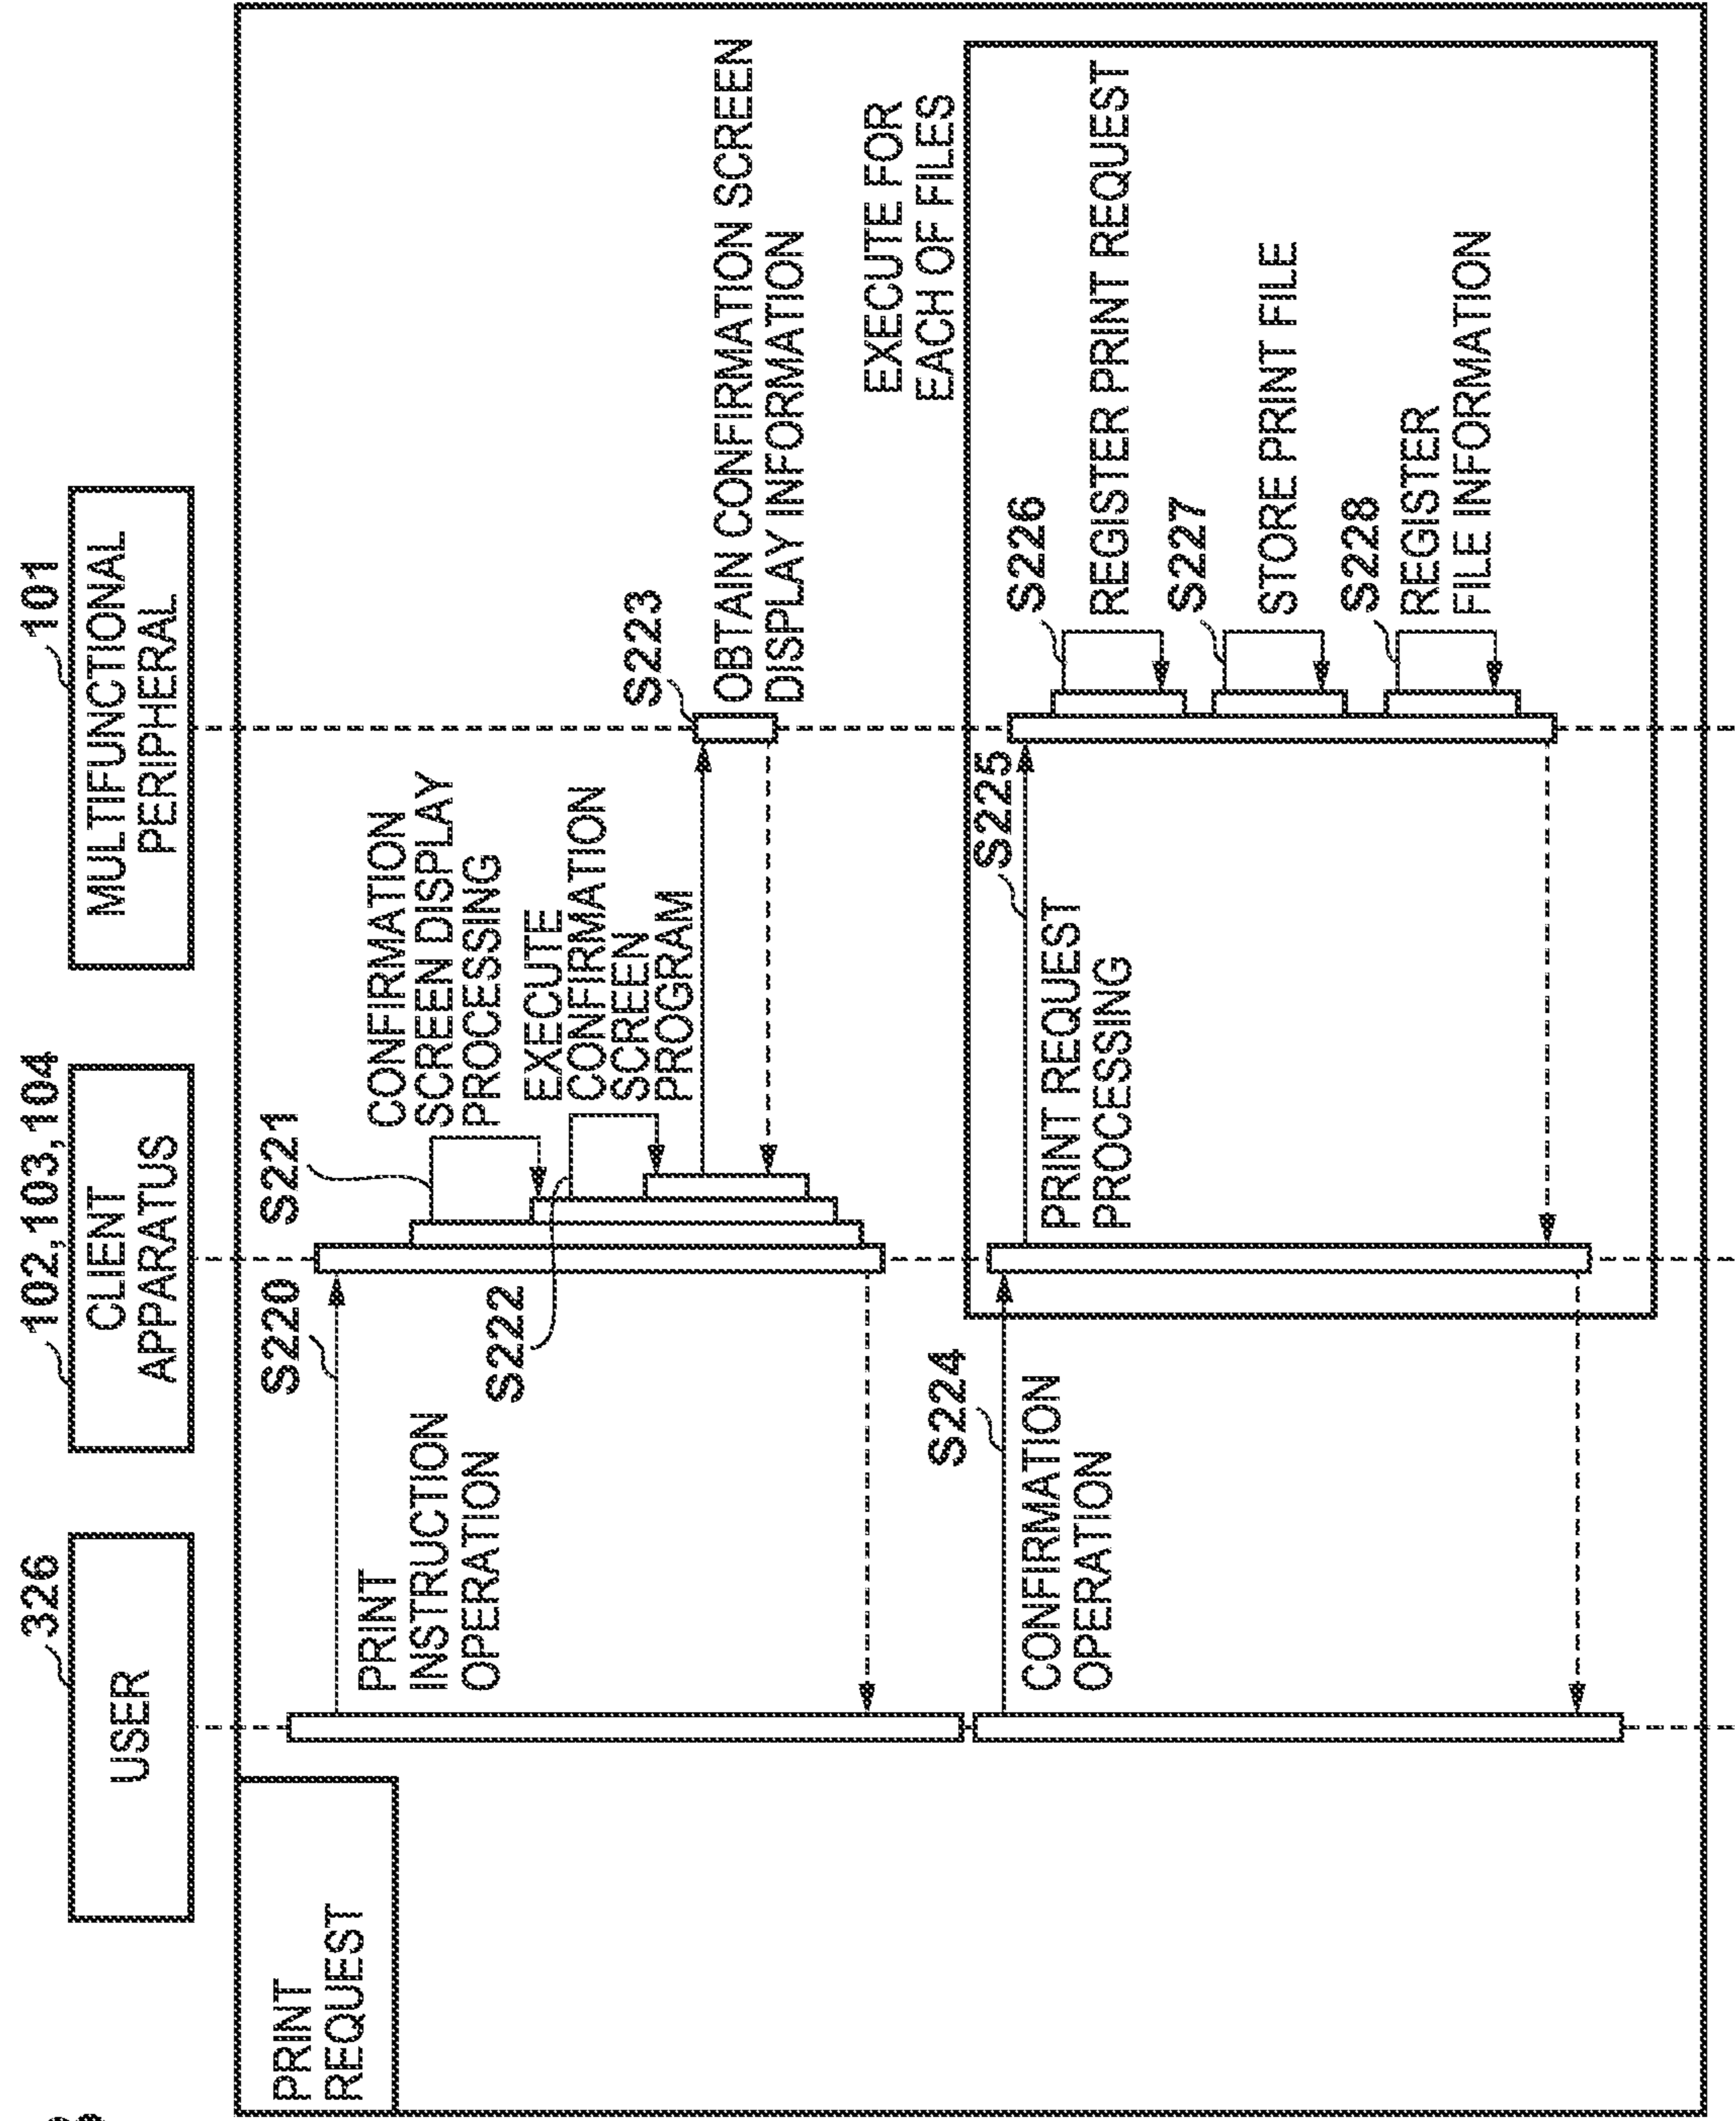 326
USER
102,103,104
CLIENT
APPARATUS
101
MULTIFUNCTIONAL
PERIPHERAL
PRINT
REQUEST
S220
PRINT
INSTRUCTION
OPERATION
S221
CONFIRMATION
SCREEN DISPLAY
PROCESSING
S222
EXECUTE
CONFIRMATION
SCREEN
PROGRAM
S223
OBTAIN CONFIRMATION SCREEN
DISPLAY INFORMATION
EXECUTE FOR
EACH OF FILES
S224
CONFIRMATION
OPERATION
S225
PRINT REQUEST
PROCESSING
S226
REGISTER PRINT REQUEST
S227
STORE PRINT FILE
S228
REGISTER
FILE INFORMATION